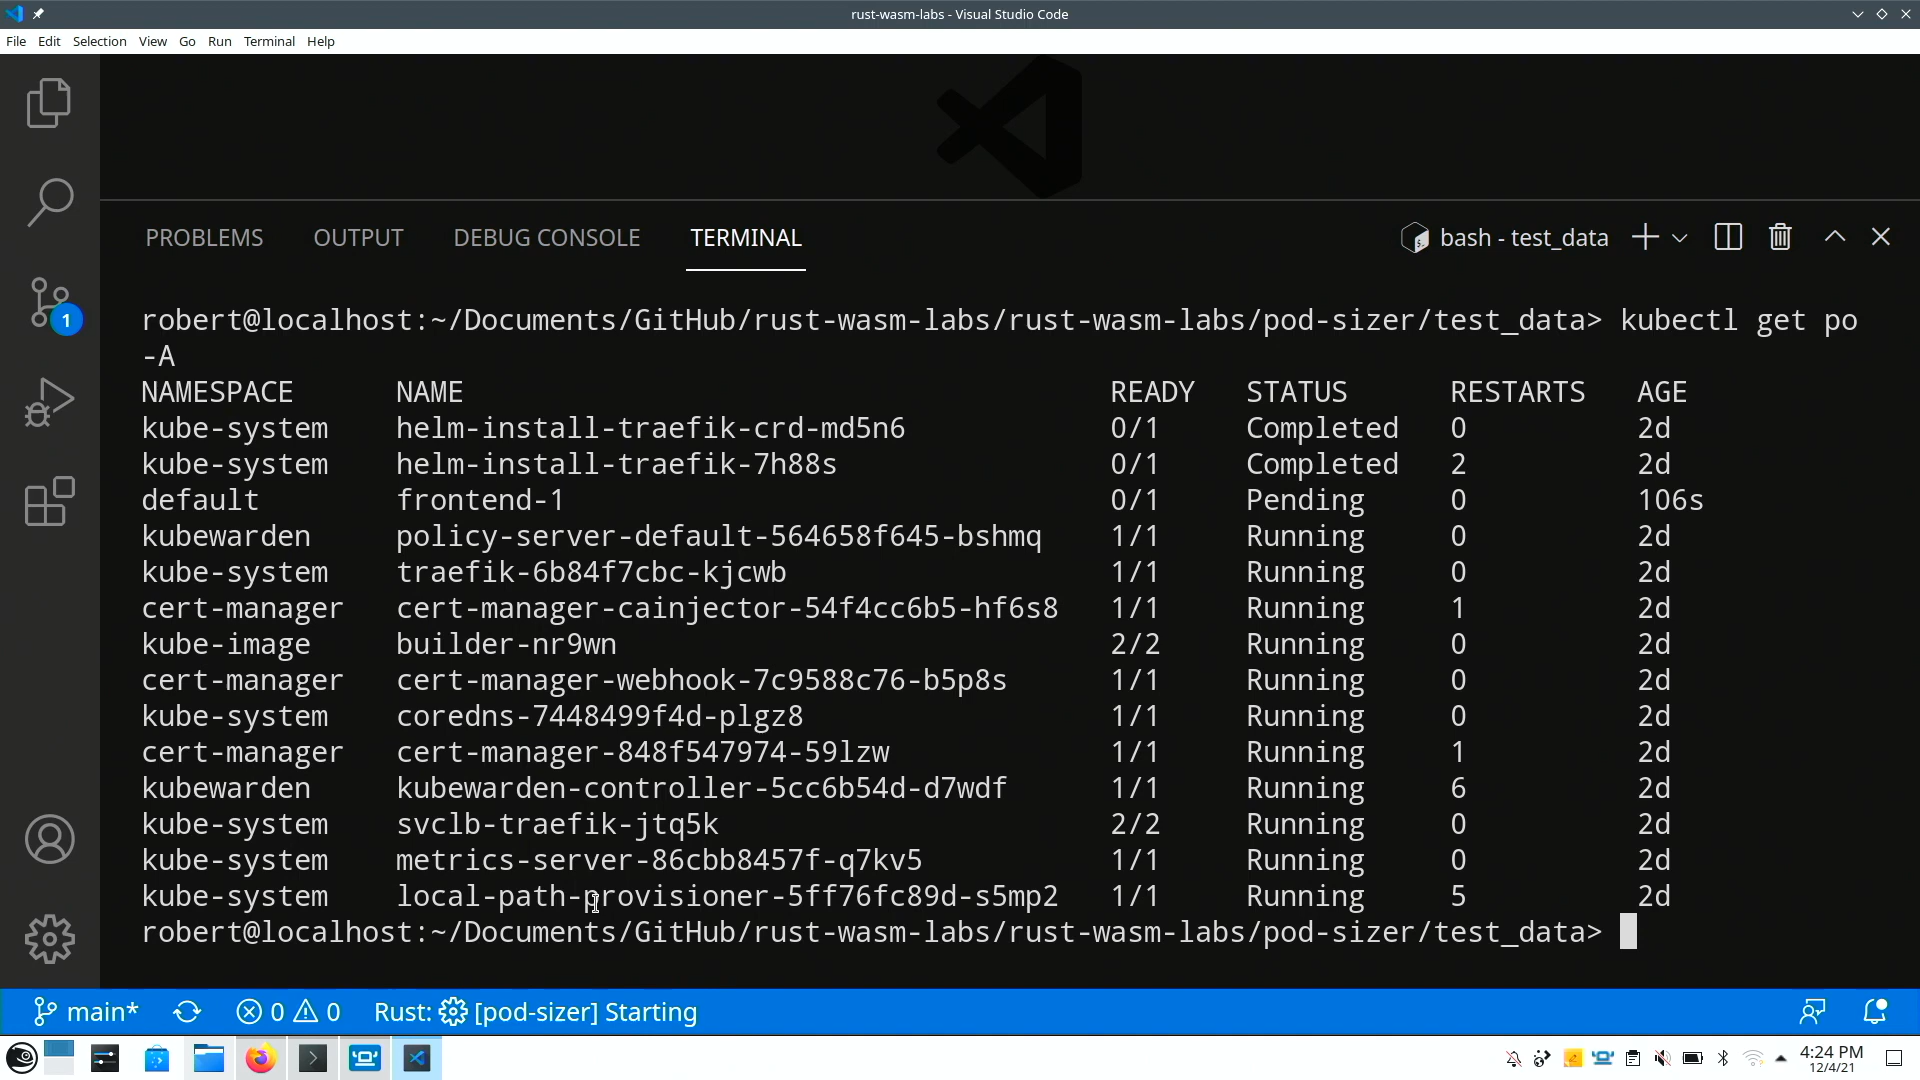 rust-wasm-labs - Visual Studio Code
File Edit Selection View Go Run Terminal Help
PROBLEMS OUTPUT DEBUG CONSOLE TERMINAL bash - test_data
robert@localhost:~/Documents/GitHub/rust-wasm-labs/rust-wasm-labs/pod-sizer/test_data> kubectl get po
-A
NAMESPACE NAME READY STATUS RESTARTS AGE
kube-system helm-install-traefik-crd-md5n6 0/1 Completed 0 2d
kube-system helm-install-traefik-7h88s 0/1 Completed 2 2d
default frontend-1 0/1 Pending 0 106s
kubewarden policy-server-default-564658f645-bshmq 1/1 Running 0 2d
kube-system traefik-6b84f7cbc-kjcwb 1/1 Running 0 2d
cert-manager cert-manager-cainjector-54f4cc6b5-hf6s8 1/1 Running 1 2d
kube-image builder-nr9wn 2/2 Running 0 2d
cert-manager cert-manager-webhook-7c9588c76-b5p8s 1/1 Running 0 2d
kube-system coredns-7448499f4d-plgz8 1/1 Running 0 2d
cert-manager cert-manager-848f547974-59lzw 1/1 Running 1 2d
kubewarden kubewarden-controller-5cc6b54d-d7wdf 1/1 Running 6 2d
kube-system svclb-traefik-jtq5k 2/2 Running 0 2d
kube-system metrics-server-86cbb8457f-q7kv5 1/1 Running 0 2d
kube-system local-path-provisioner-5ff76fc89d-s5mp2 1/1 Running 5 2d
robert@localhost:~/Documents/GitHub/rust-wasm-labs/rust-wasm-labs/pod-sizer/test_data>
1
main* 0 0 Rust: [pod-sizer] Starting
4:24 PM
12/4/21